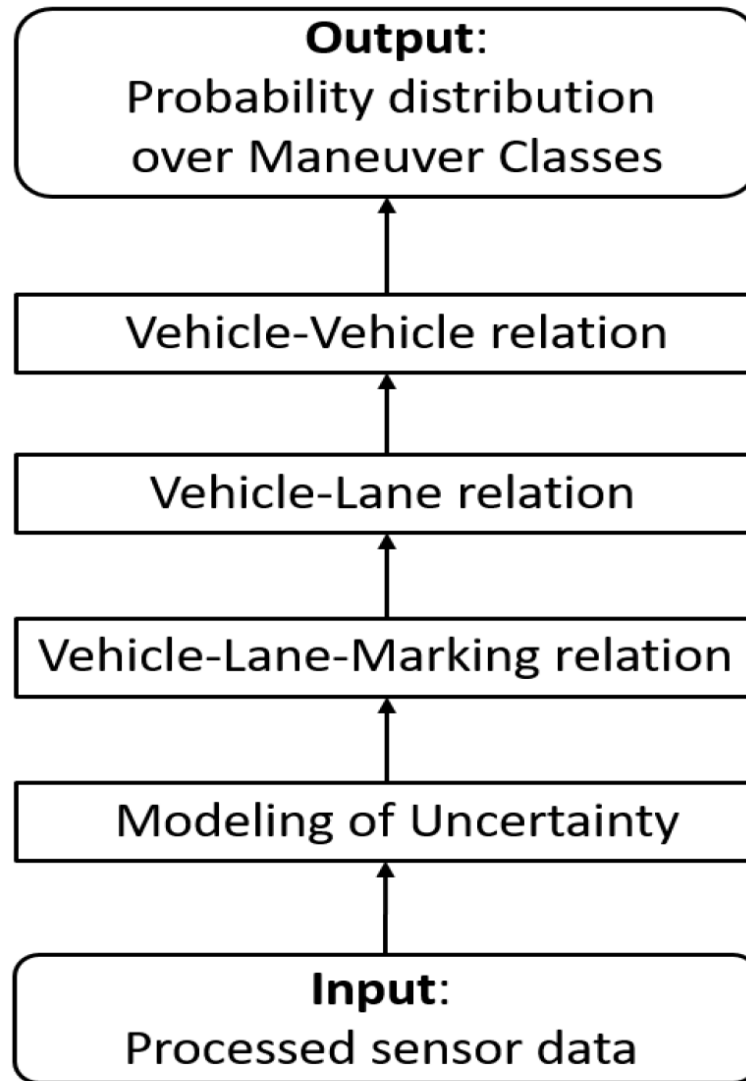 Output:
Probability distribution
over Maneuver Classes
Vehicle-Vehicle relation
Vehicle-Lane relation
Vehicle-Lane-Marking relation
Modeling of Uncertainty
Input:
Processed sensor data